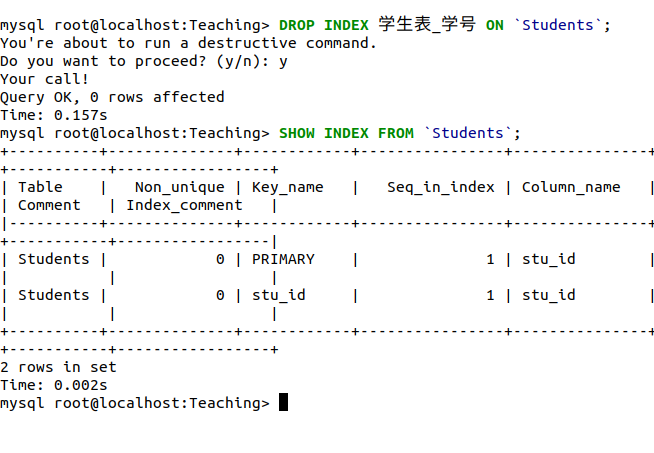 mysql root@localhost:Teaching> DROP INDEX 学生表_学号 ON `Students`;
You're about to run a destructive command.
Do you want to proceed? (y/n): y
Your call!
Query OK, 0 rows affected
Time: 0.157s
mysql root@localhost:Teaching> SHOW INDEX FROM `Students`;
+----------+--------------+------------+----------------+---------------+
+-----------+-----------------+
| Table    |   Non_unique | Key_name   |   Seq_in_index | Column_name   |
| Comment   | Index_comment   |
|----------+--------------+------------+----------------+---------------+
+-----------+-----------------|
| Students |            0 | PRIMARY    |              1 | stu_id        |
|           |                 |
| Students |            0 | stu_id     |              1 | stu_id        |
|           |                 |
+----------+--------------+------------+----------------+---------------+
+-----------+-----------------+
2 rows in set
Time: 0.002s
mysql root@localhost:Teaching>